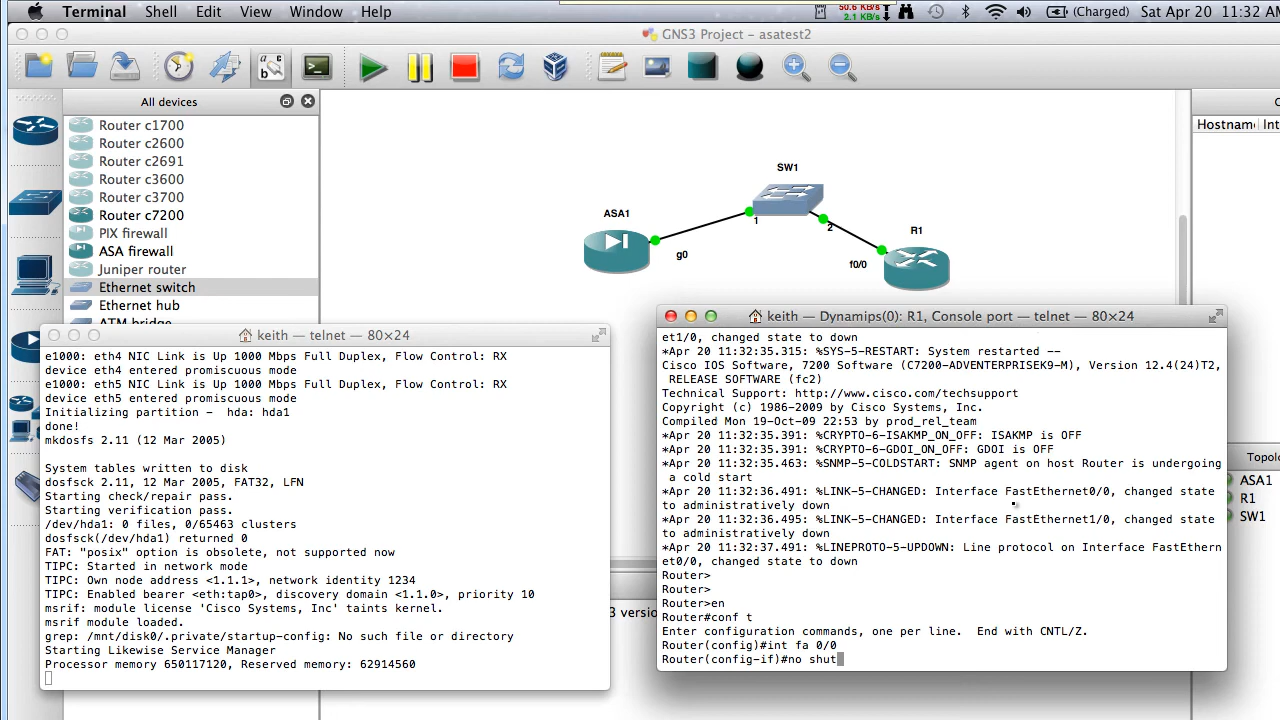 Terminal Shell Edit View Window Help
50.6 KB
2.1 KB
(Charged) Sat Apr 20 11:32 AM
GNS3 Project - asatest2
All devices
Router c1700
Router c2600
Router c2691
Router c3600
Router c3700
Router c7200
PIX firewall
ASA firewall
Juniper router
Ethernet switch
Ethernet hub
ATM bridge
SW1
ASA1
R1
1
2
g0
f0/0
Hostname Int
Topolo
ASA1
R1
SW1
3 versio
keith — telnet — 80×24
e1000: eth4 NIC Link is Up 1000 Mbps Full Duplex, Flow Control: RX
device eth4 entered promiscuous mode
e1000: eth5 NIC Link is Up 1000 Mbps Full Duplex, Flow Control: RX
device eth5 entered promiscuous mode
Initializing partition - hda: hda1
done!
mkdosfs 2.11 (12 Mar 2005)
System tables written to disk
dosfsck 2.11, 12 Mar 2005, FAT32, LFN
Starting check/repair pass.
Starting verification pass.
/dev/hda1: 0 files, 0/65463 clusters
dosfsck(/dev/hda1) returned 0
FAT: "posix" option is obsolete, not supported now
TIPC: Started in network mode
TIPC: Own node address <1.1.1>, network identity 1234
TIPC: Enabled bearer <eth:tap0>, discovery domain <1.1.0>, priority 10
msrif: module license 'Cisco Systems, Inc' taints kernel.
msrif module loaded.
grep: /mnt/disk0/.private/startup-config: No such file or directory
Starting Likewise Service Manager
Processor memory 650117120, Reserved memory: 62914560
keith — Dynamips(0): R1, Console port — telnet — 80×24
et1/0, changed state to down
*Apr 20 11:32:35.315: %SYS-5-RESTART: System restarted --
Cisco IOS Software, 7200 Software (C7200-ADVENTERPRISEK9-M), Version 12.4(24)T2,
RELEASE SOFTWARE (fc2)
Technical Support: http://www.cisco.com/techsupport
Copyright (c) 1986-2009 by Cisco Systems, Inc.
Compiled Mon 19-Oct-09 22:53 by prod_rel_team
*Apr 20 11:32:35.391: %CRYPTO-6-ISAKMP_ON_OFF: ISAKMP is OFF
*Apr 20 11:32:35.391: %CRYPTO-6-GDOI_ON_OFF: GDOI is OFF
*Apr 20 11:32:35.463: %SNMP-5-COLDSTART: SNMP agent on host Router is undergoing
a cold start
*Apr 20 11:32:36.491: %LINK-5-CHANGED: Interface FastEthernet0/0, changed state
to administratively down
*Apr 20 11:32:36.495: %LINK-5-CHANGED: Interface FastEthernet1/0, changed state
to administratively down
*Apr 20 11:32:37.491: %LINEPROTO-5-UPDOWN: Line protocol on Interface FastEthern
et0/0, changed state to down
Router>
Router>
Router>en
Router#conf t
Enter configuration commands, one per line. End with CNTL/Z.
Router(config)#int fa 0/0
Router(config-if)#no shut